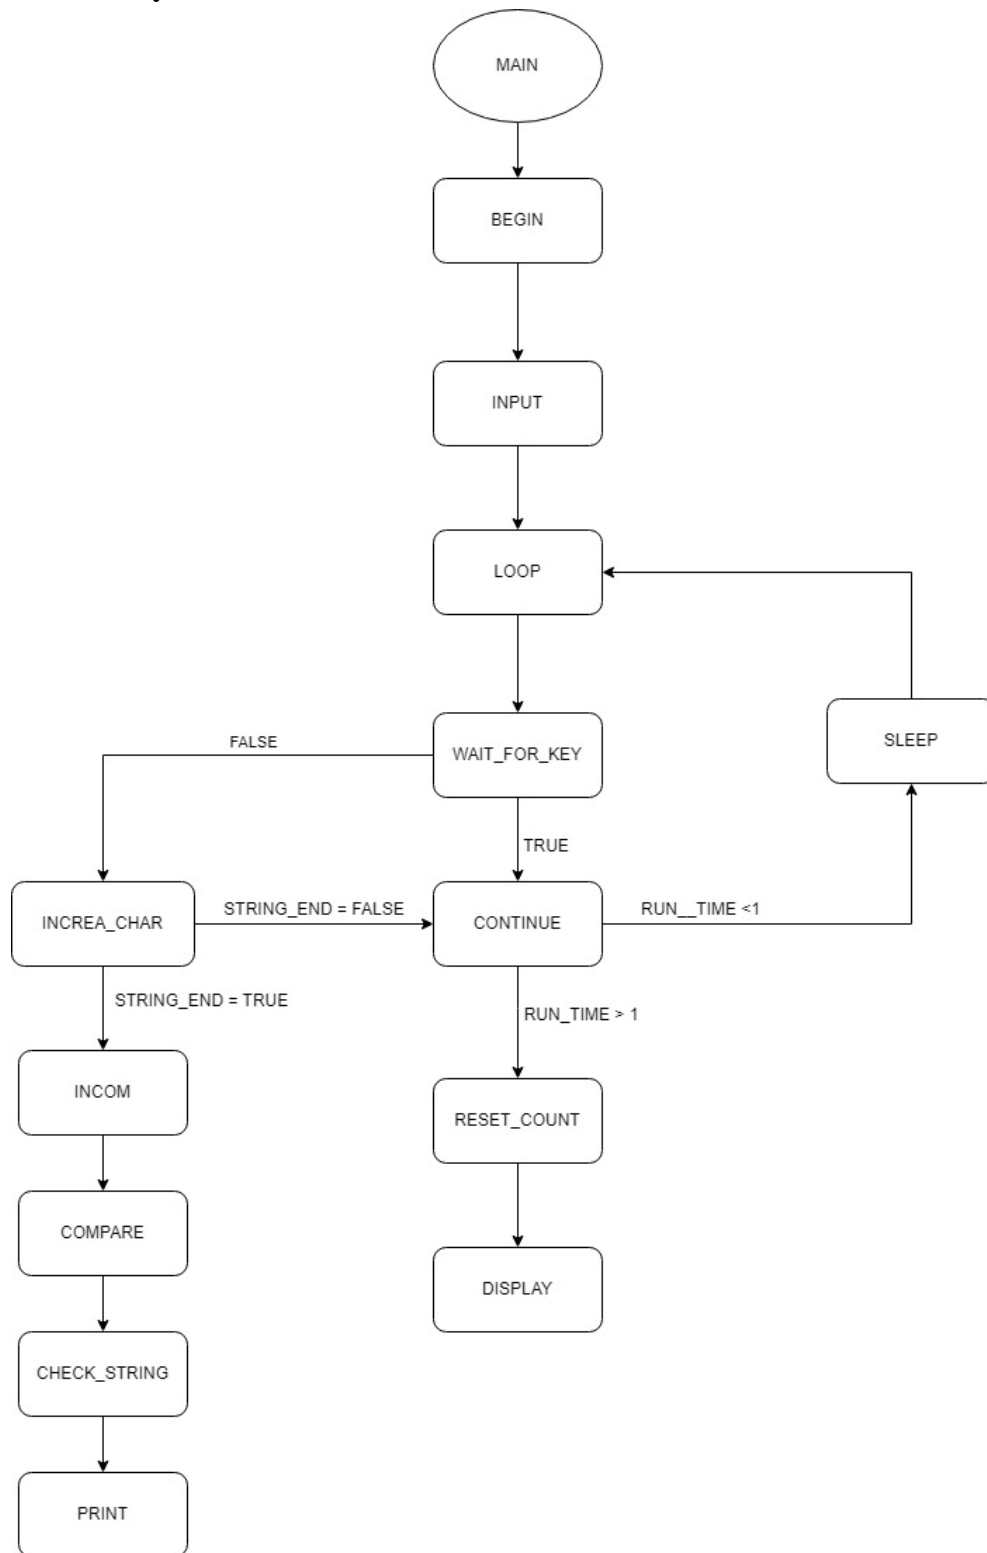 MAIN
BEGIN
INPUT
LOOP
SLEEP
FALSE
WAIT_FOR_KEY
TRUE
INCREA_CHAR
STRING_END = FALSE
CONTINUE
RUN__TIME <1
STRING_END = TRUE
RUN_TIME > 1
INCOM
RESET_COUNT
COMPARE
DISPLAY
CHECK_STRING
PRINT